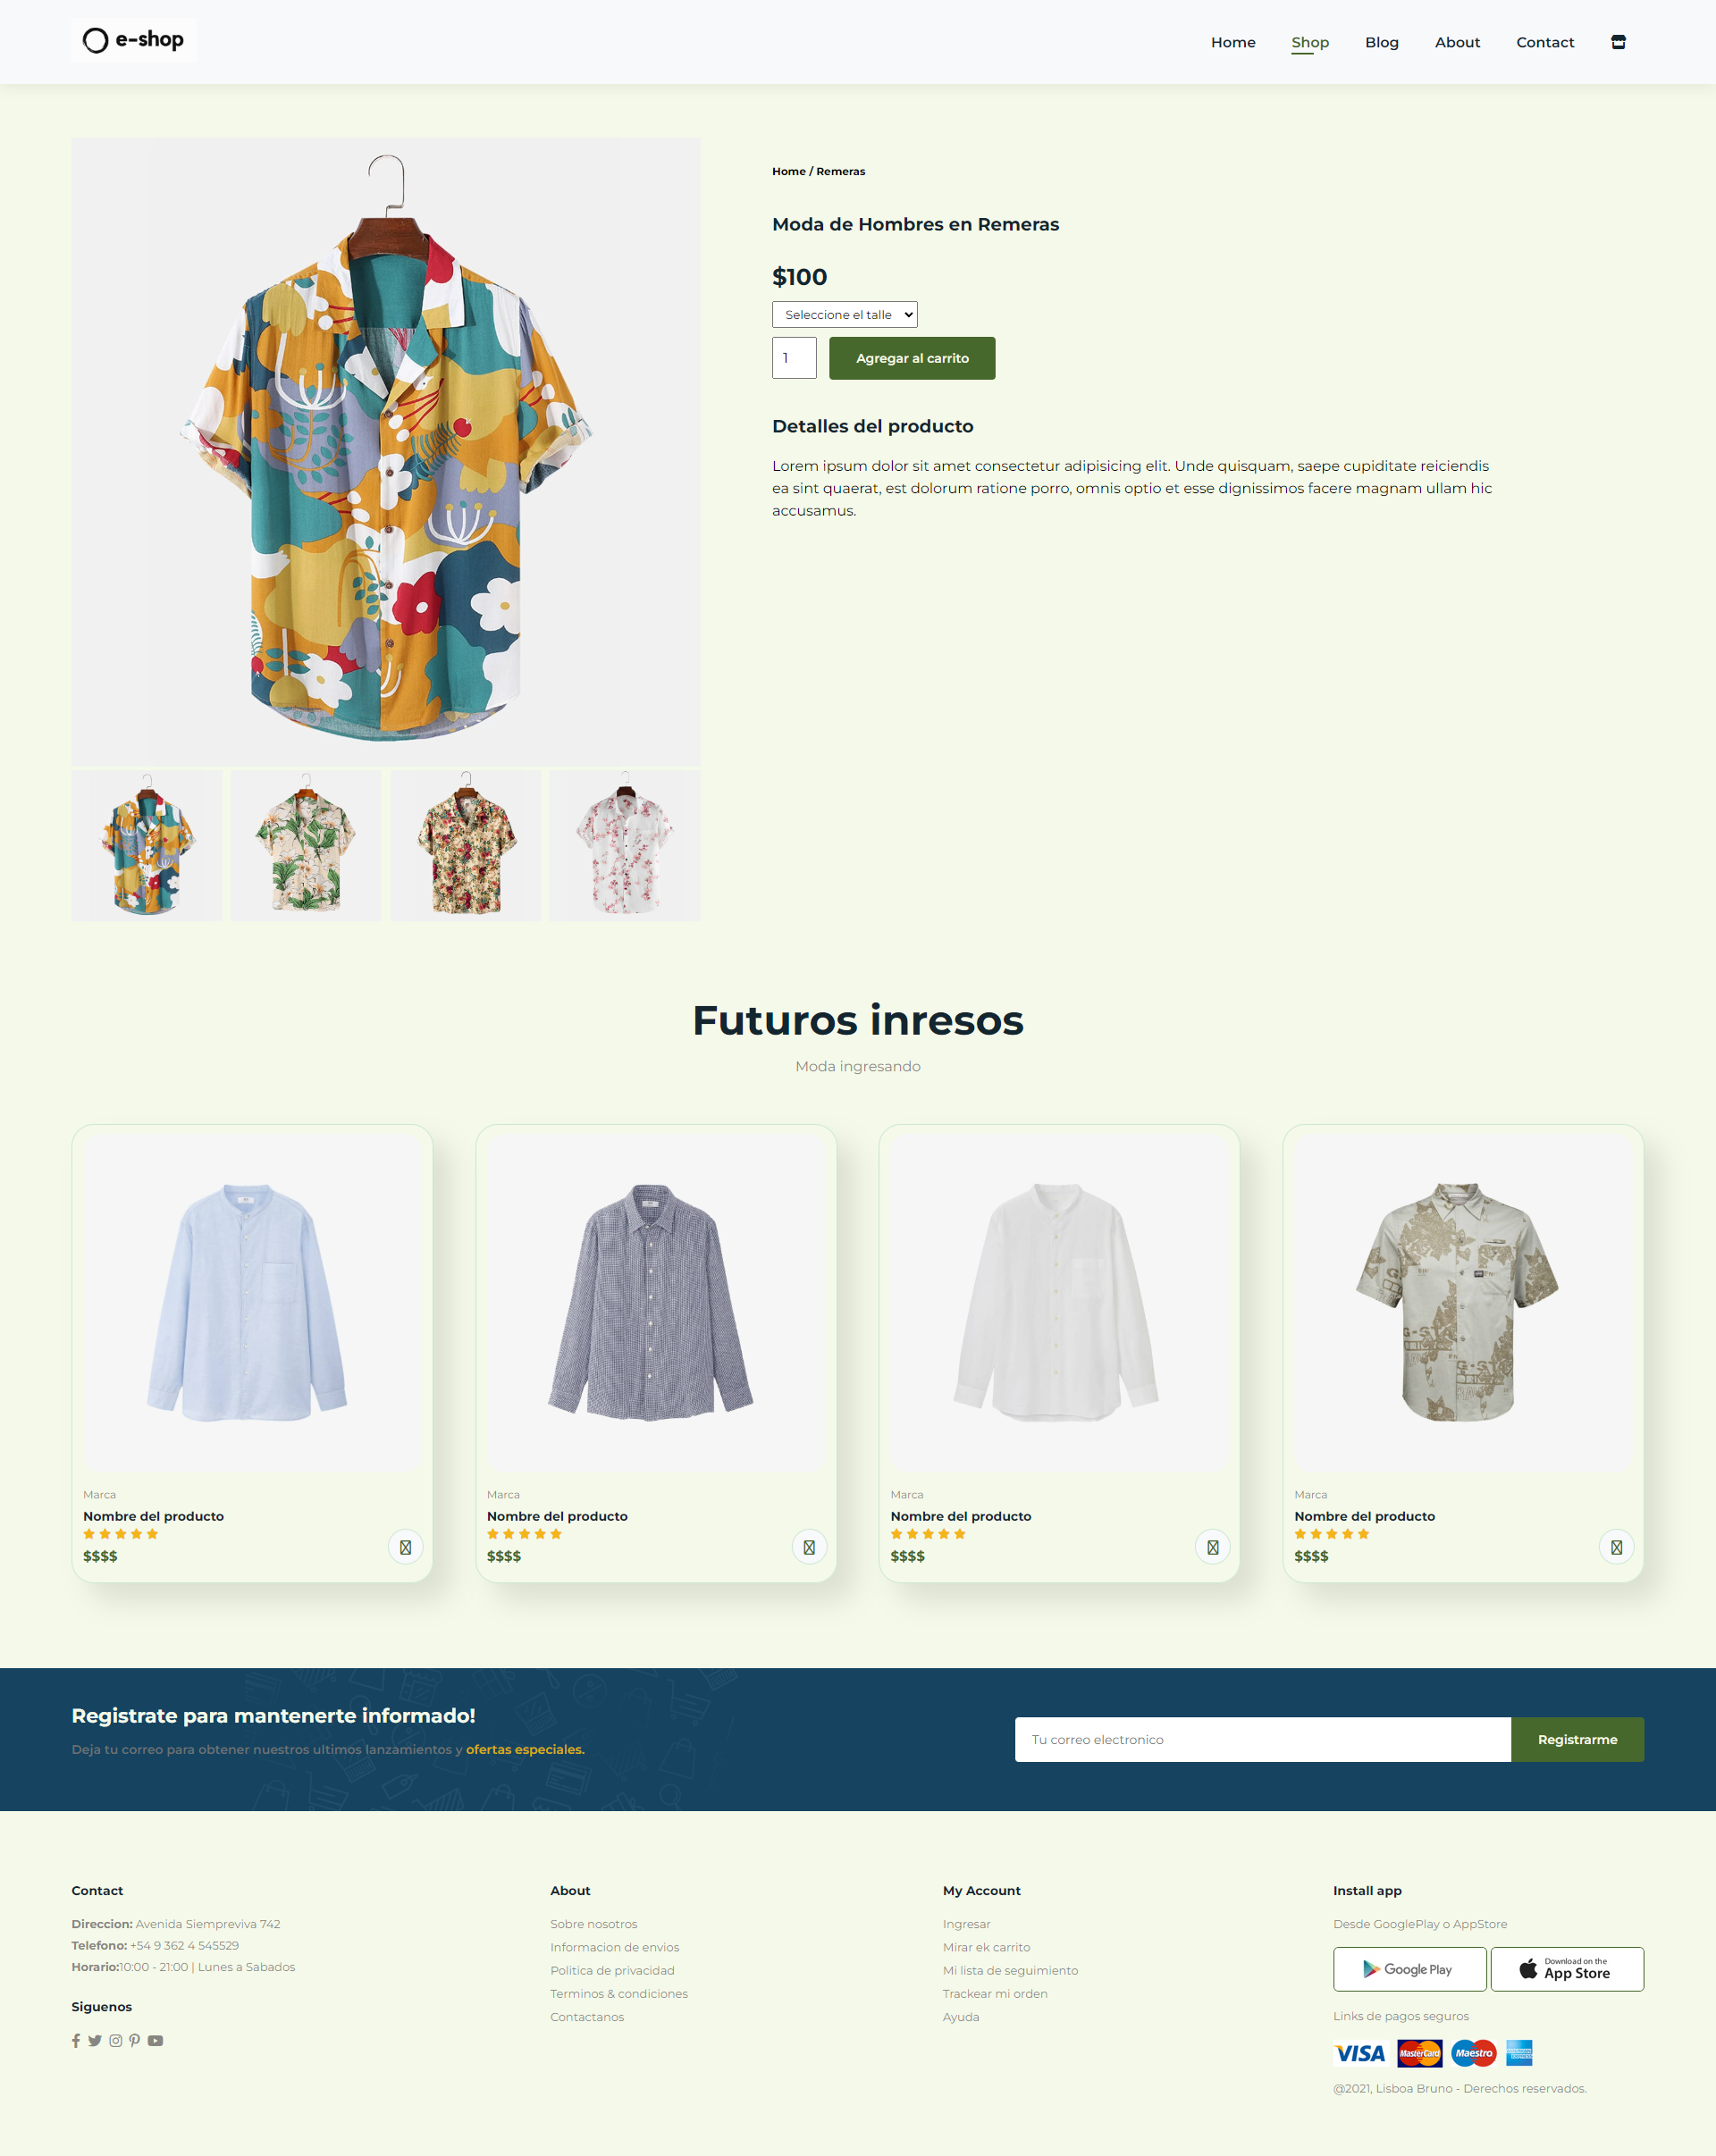 e-shop
Home Shop Blog About Contact
Home / Remeras
Moda de Hombres en Remeras
$100
Seleccione el talle
1
Agregar al carrito
Detalles del producto
Lorem ipsum dolor sit amet consectetur adipisicing elit. Unde quisquam, saepe cupiditate reiciendis
ea sint quaerat, est dolorum ratione porro, omnis optio et esse dignissimos facere magnam ullam hic
accusamus.
Futuros inresos
Moda ingresando
Marca
Nombre del producto
$$$$
Marca
Nombre del producto
$$$$
Marca
Nombre del producto
$$$$
Marca
Nombre del producto
$$$$
Registrate para mantenerte informado!
Deja tu correo para obtener nuestros ultimos lanzamientos y ofertas especiales.
Tu correo electronico
Registrarme
Contact
Direccion: Avenida Siempreviva 742
Telefono: +54 9 362 4 545529
Horario:10:00 - 21:00 | Lunes a Sabados
Siguenos
About
Sobre nosotros
Informacion de envios
Politica de privacidad
Terminos & condiciones
Contactanos
My Account
Ingresar
Mirar ek carrito
Mi lista de seguimiento
Trackear mi orden
Ayuda
Install app
Desde GooglePlay o AppStore
Google Play
Download on the
App Store
Links de pagos seguros
VISA MasterCard Maestro AMERICAN EXPRESS
@2021, Lisboa Bruno - Derechos reservados.